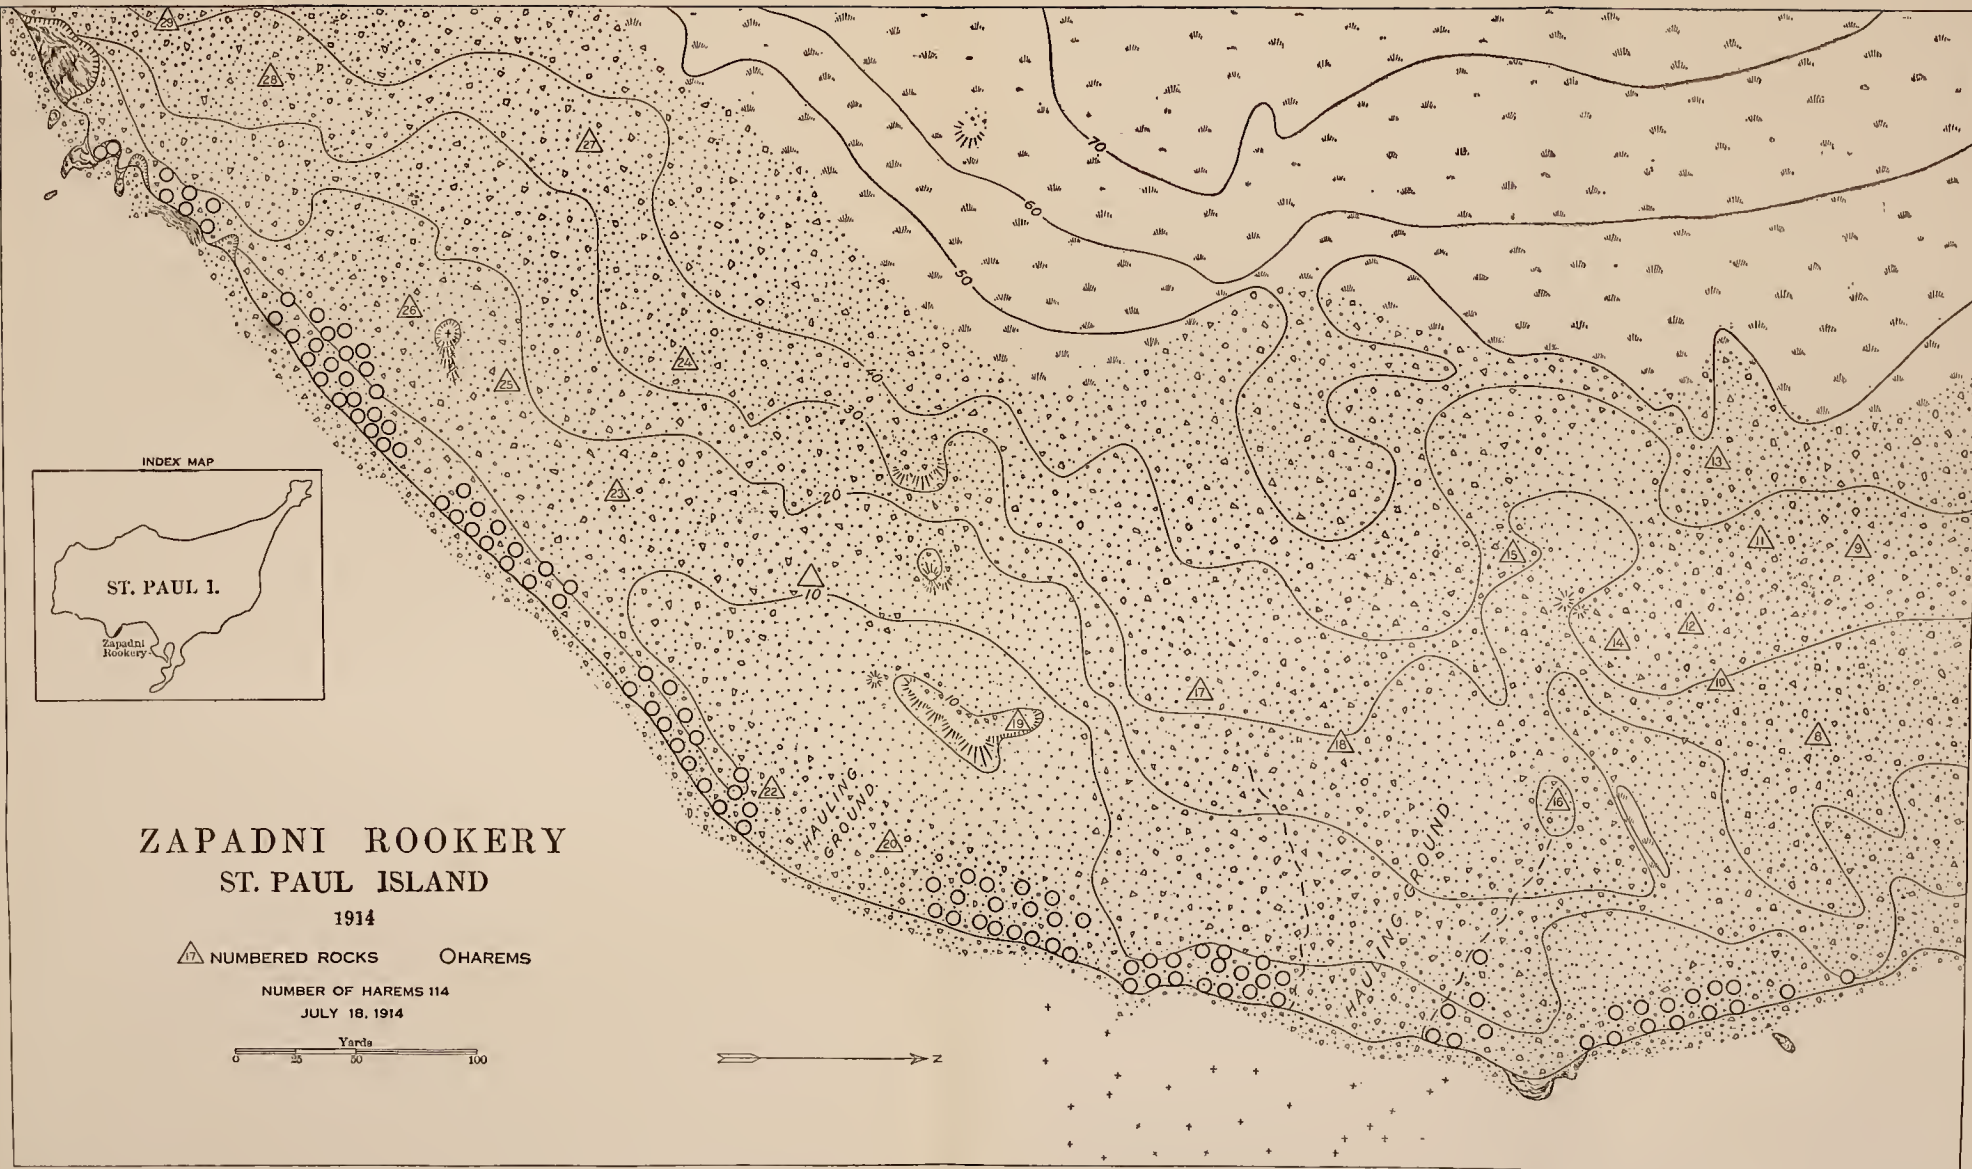 29
28
27
70
60
50
26
25
24
40
30
20
23
10
INDEX MAP
ST. PAUL I.
Zapadni
Rookery
13
11
9
15
12
14
10
8
17
18
10
19
22
16
HAULING
GROUND
20
HAULING GROUND
ZAPADNI ROOKERY
ST. PAUL ISLAND
1914
17 NUMBERED ROCKS HAREMS
NUMBER OF HAREMS 114
JULY 18, 1914
Yards
0 25 50 100
N